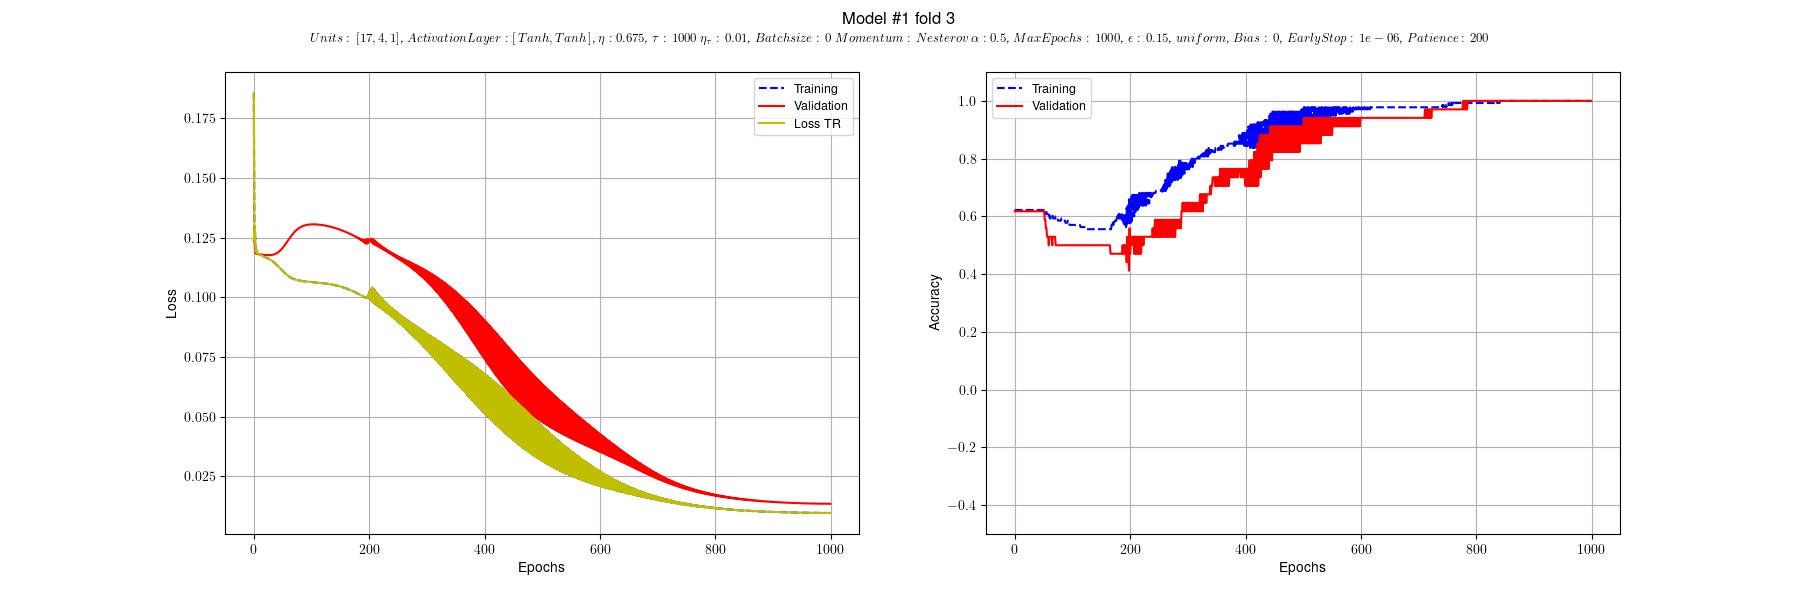 Model #1 fold 3
Units : [17, 4, 1], ActivationLayer : [Tanh, Tanh], η : 0.675, τ : 1000 ητ : 0.01, Batchsize : 0 Momentum : Nesterov α : 0.5, MaxEpochs : 1000, ϵ : 0.15, uniform, Bias : 0, EarlyStop : 1e − 06, Patience : 200
Training
Validation
Loss TR
0.175
0.150
0.125
0.100
0.075
0.050
0.025
Loss
0
200
400
600
800
1000
Epochs
Training
Validation
1.0
0.8
0.6
0.4
0.2
0.0
−0.2
−0.4
Accuracy
0
200
400
600
800
1000
Epochs